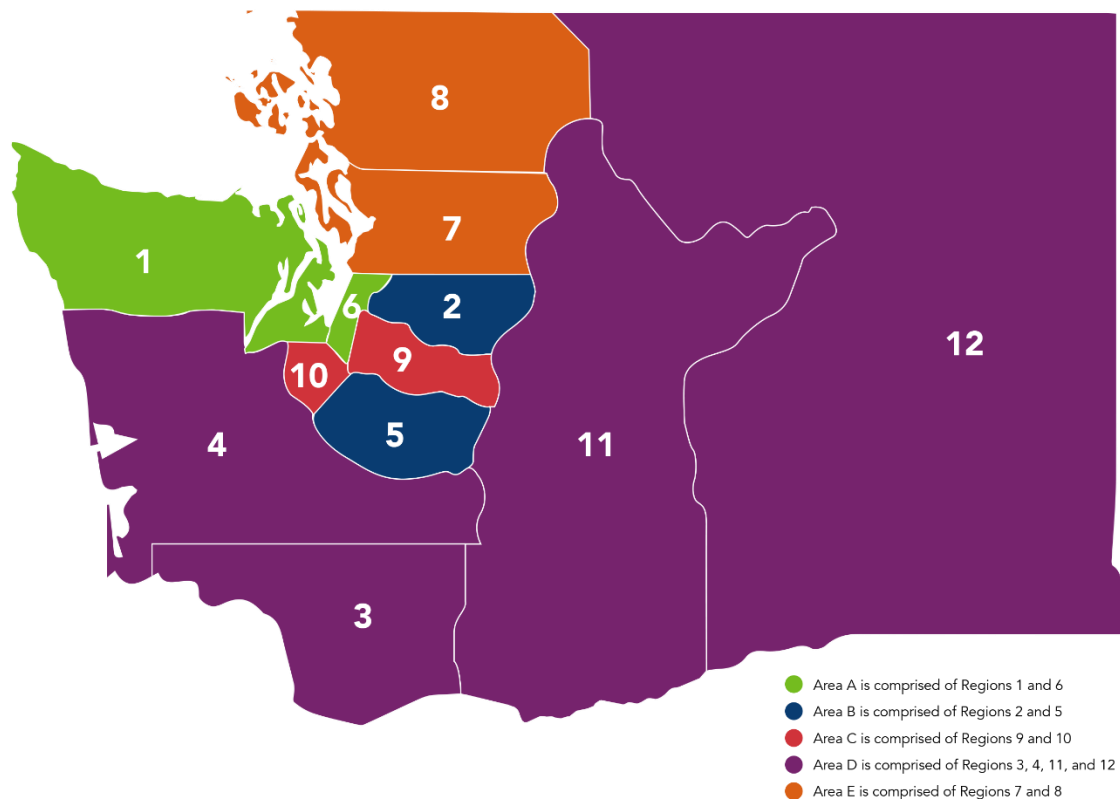 8
7
1
6
2
9
10
12
5
4
11
3
Area A is comprised of Regions 1 and 6
Area B is comprised of Regions 2 and 5
Area C is comprised of Regions 9 and 10
Area D is comprised of Regions 3, 4, 11, and 12
Area E is comprised of Regions 7 and 8